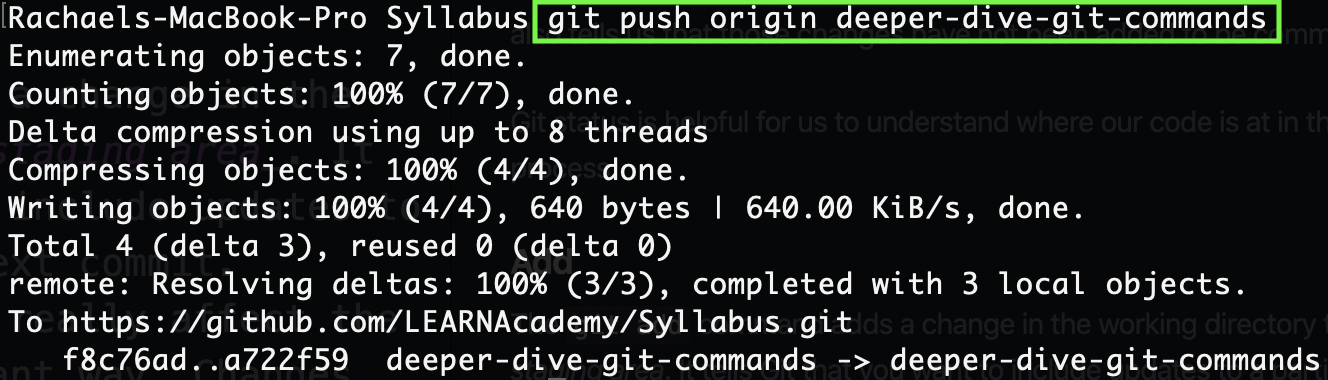 Rachaels-MacBook-Pro Syllabus git push origin deeper-dive-git-commands
Enumerating objects: 7, done.
Counting objects: 100% (7/7), done.
Delta compression using up to 8 threads
Compressing objects: 100% (4/4), done.
Writing objects: 100% (4/4), 640 bytes | 640.00 KiB/s, done.
Total 4 (delta 3), reused 0 (delta 0)
remote: Resolving deltas: 100% (3/3), completed with 3 local objects.
To https://github.com/LEARNAcademy/Syllabus.git
f8c76ad..a722f59 deeper-dive-git-commands -> deeper-dive-git-commands